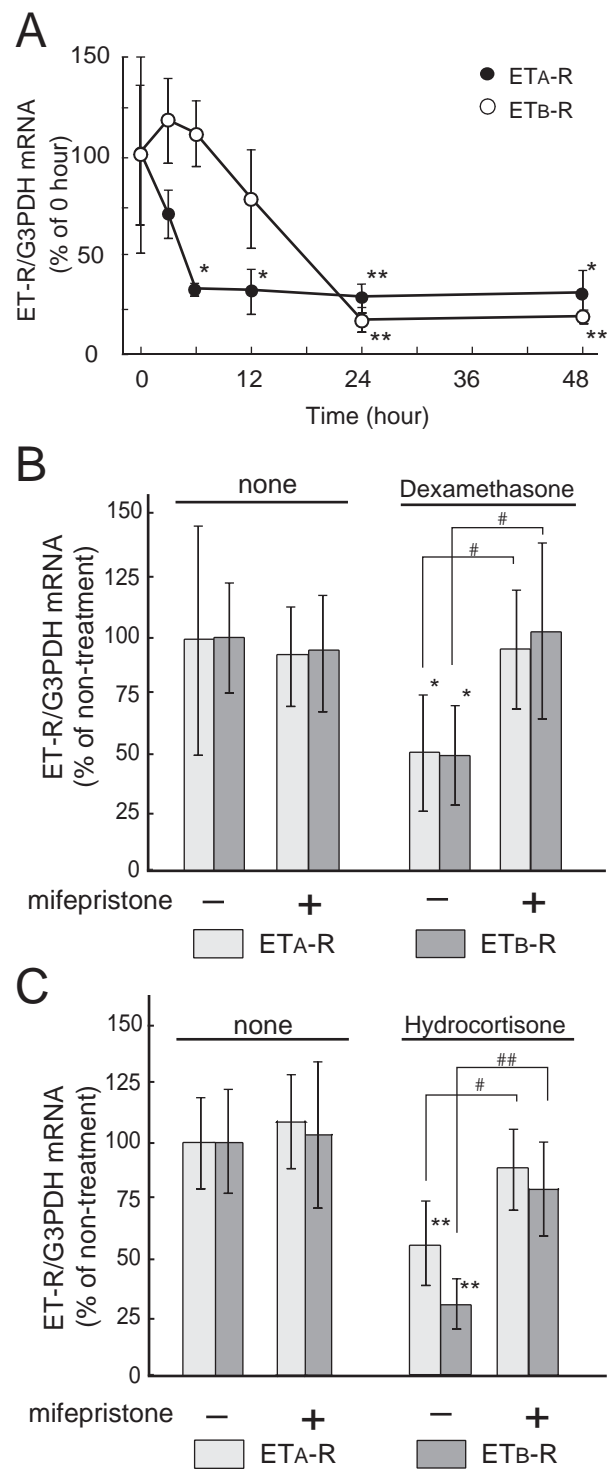 A
ET-R/G3PDH mRNA
(% of 0 hour)
150
100
50
0
ETA-R
ETB-R
*
*
**
**
*
**
0 12 24 36 48
Time (hour)
B
none
Dexamethasone
ET-R/G3PDH mRNA
(% of non-treatment)
150
125
100
75
50
25
0
#
#
*
*
mifepristone − + − +
ETA-R ETB-R
C
none
Hydrocortisone
ET-R/G3PDH mRNA
(% of non-treatment)
150
125
100
75
50
25
0
##
#
**
**
mifepristone − + − +
ETA-R ETB-R